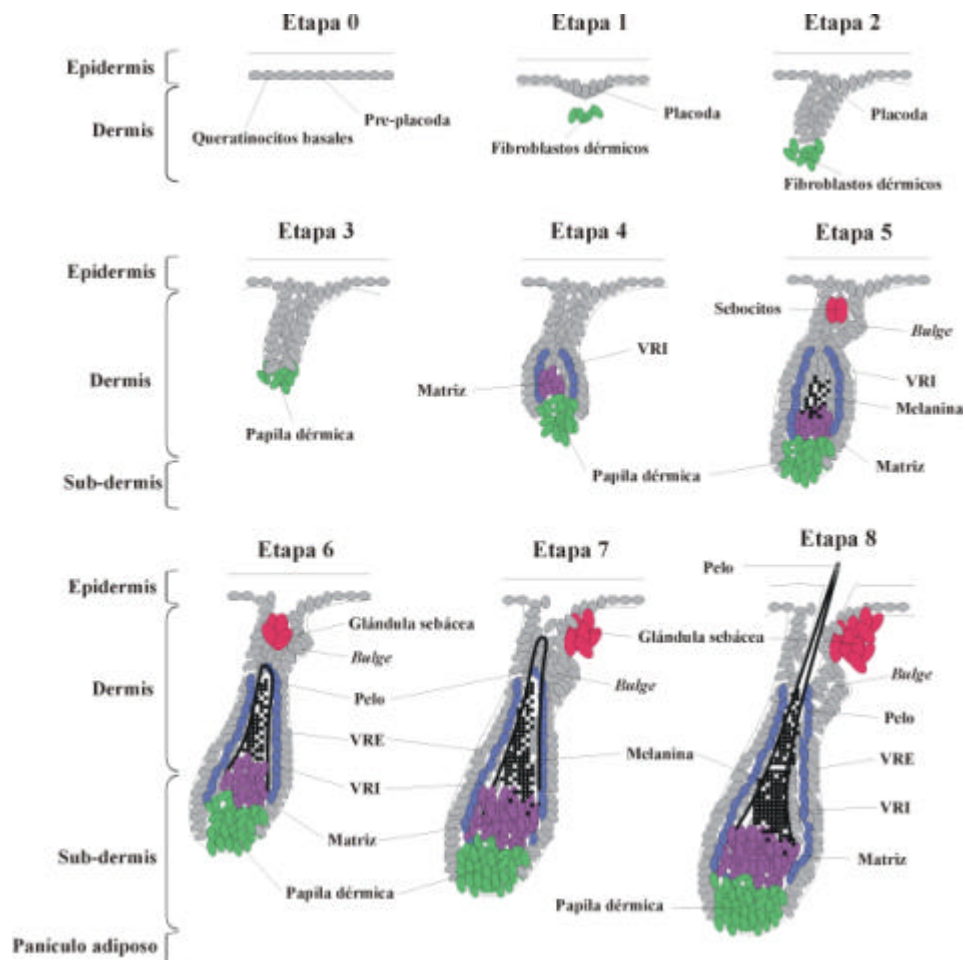 Etapa 0
Etapa 1
Etapa 2
Epidermis
Dermis
Pre-placoda
Queratinocitos basales
Placoda
Fibroblastos dérmicos
Placoda
Fibroblastos dérmicos
Etapa 3
Etapa 4
Etapa 5
Epidermis
Dermis
Sub-dermis
Papila dérmica
VRI
Matriz
Papila dérmica
Sebocitos
Bulge
VRI
Melanina
Matriz
Etapa 6
Etapa 7
Etapa 8
Epidermis
Dermis
Sub-dermis
Panículo adiposo
Glándula sebácea
Bulge
Pelo
VRE
VRI
Matriz
Papila dérmica
Pelo
Glándula sebácea
Bulge
Melanina
Bulge
Pelo
VRE
VRI
Matriz
Papila dérmica